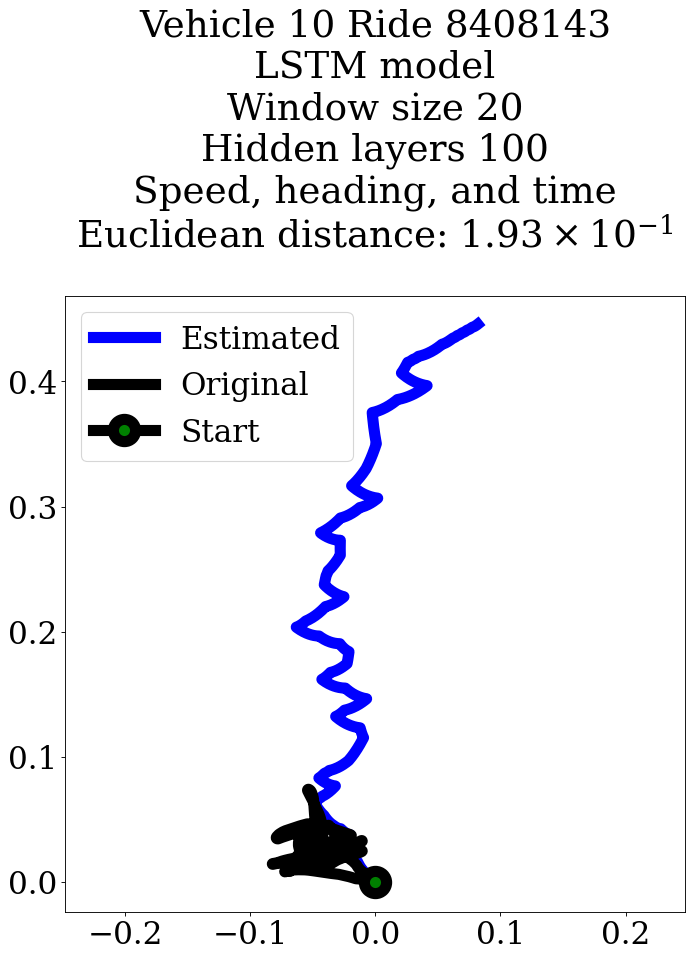 Vehicle 10 Ride 8408143
LSTM model
Window size 20
Hidden layers 100
Speed, heading, and time
Euclidean distance: 1.93 × 10⁻¹
Estimated
Original
Start
0.4
0.3
0.2
0.1
0.0
−0.2 −0.1 0.0 0.1 0.2